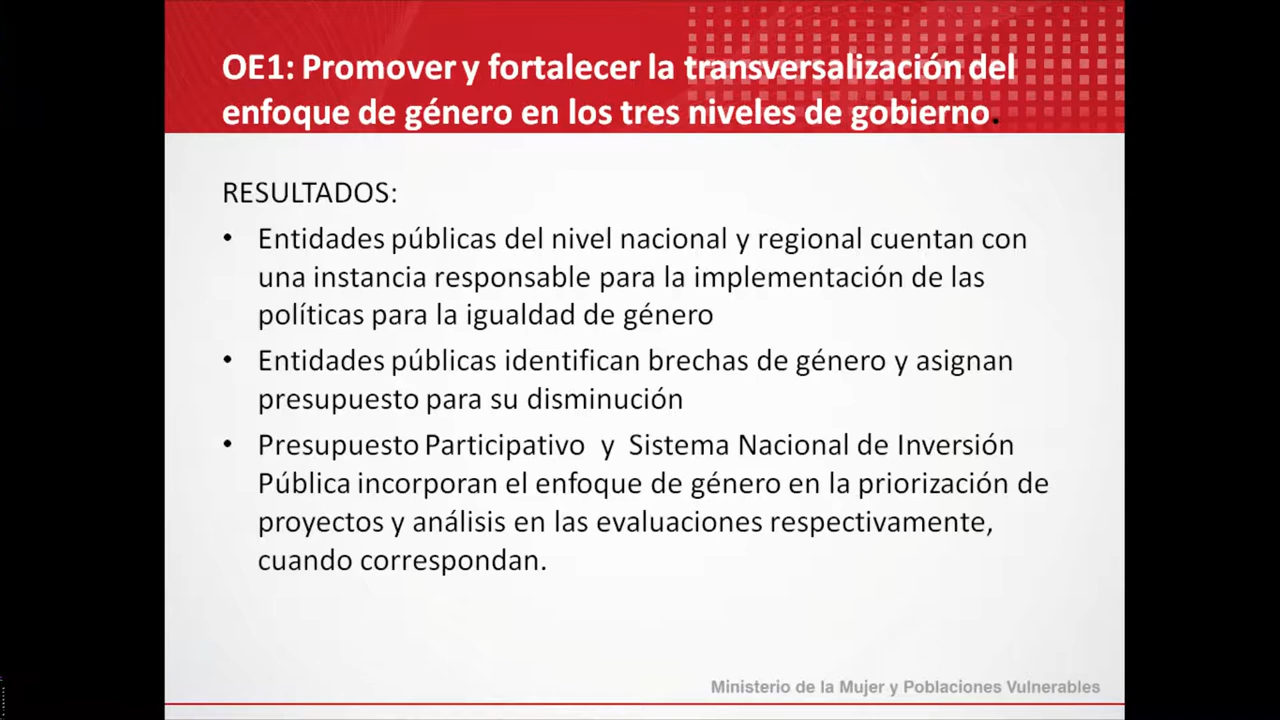 OE1: Promover y fortalecer la transversalización del
enfoque de género en los tres niveles de gobierno.
RESULTADOS:
• Entidades públicas del nivel nacional y regional cuentan con
una instancia responsable para la implementación de las
políticas para la igualdad de género
• Entidades públicas identifican brechas de género y asignan
presupuesto para su disminución
• Presupuesto Participativo y Sistema Nacional de Inversión
Pública incorporan el enfoque de género en la priorización de
proyectos y análisis en las evaluaciones respectivamente,
cuando correspondan.
Ministerio de la Mujer y Poblaciones Vulnerables